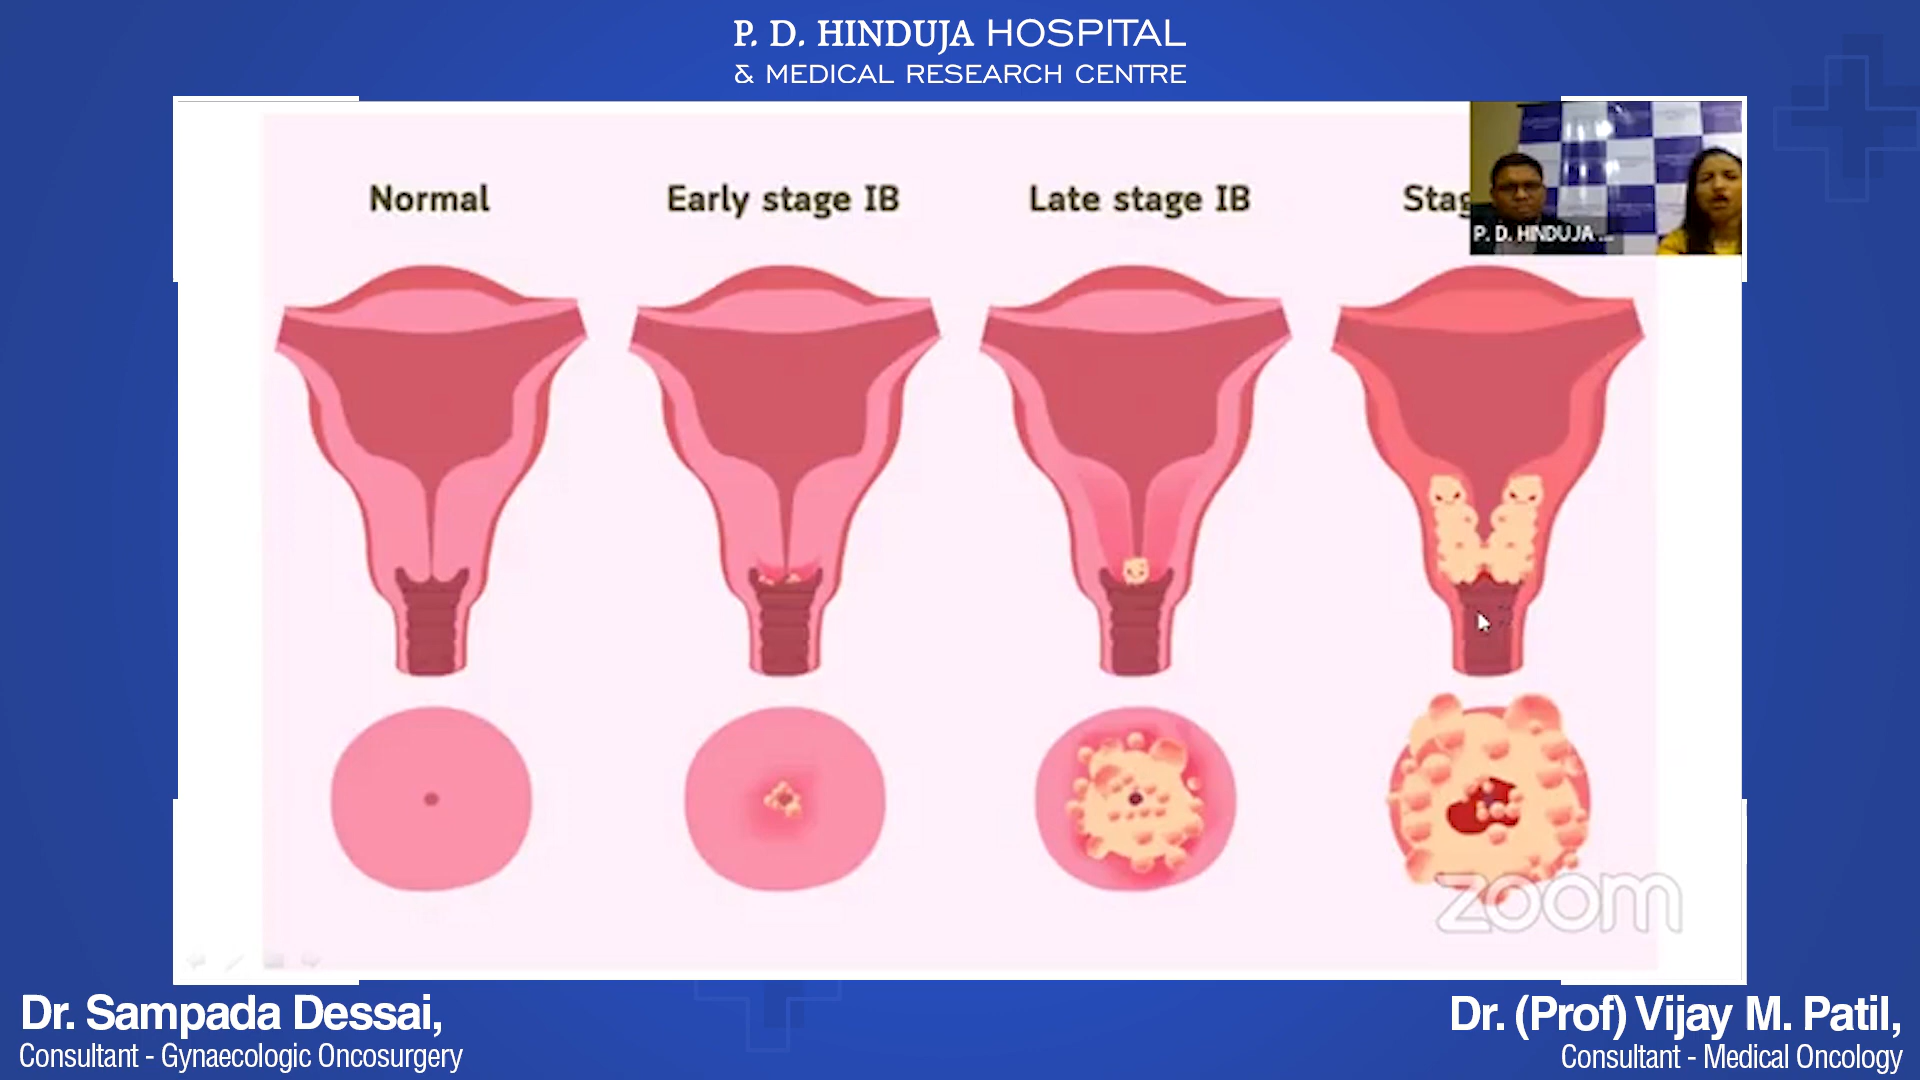 P. D. HINDUJA HOSPITAL
& MEDICAL RESEARCH CENTRE
Normal
Early stage IB
Late stage IB
P. D. HINDUJA ...
zoom
Dr. Sampada Dessai,
Consultant - Gynaecologic Oncosurgery
Dr. (Prof) Vijay M. Patil,
Consultant - Medical Oncology